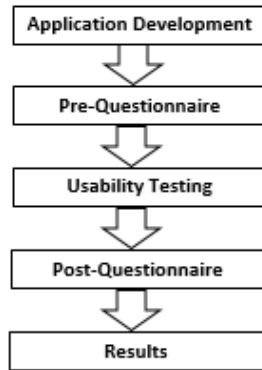 Application Development
Pre-Questionnaire
Usability Testing
Post-Questionnaire
Results